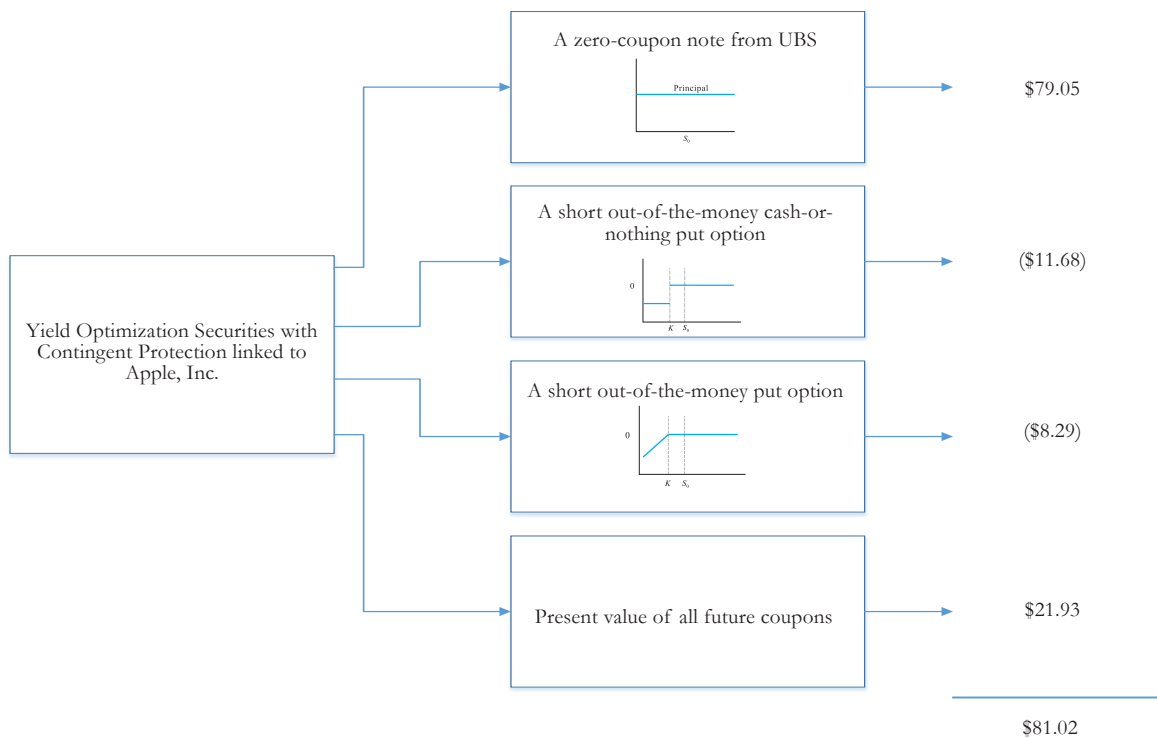 A zero-coupon note from UBS
Principal
S₀
$79.05
A short out-of-the-money cash-or-
nothing put option
0
K S₀
($11.68)
Yield Optimization Securities with
Contingent Protection linked to
Apple, Inc.
A short out-of-the-money put option
0
K S₀
($8.29)
Present value of all future coupons
$21.93
$81.02